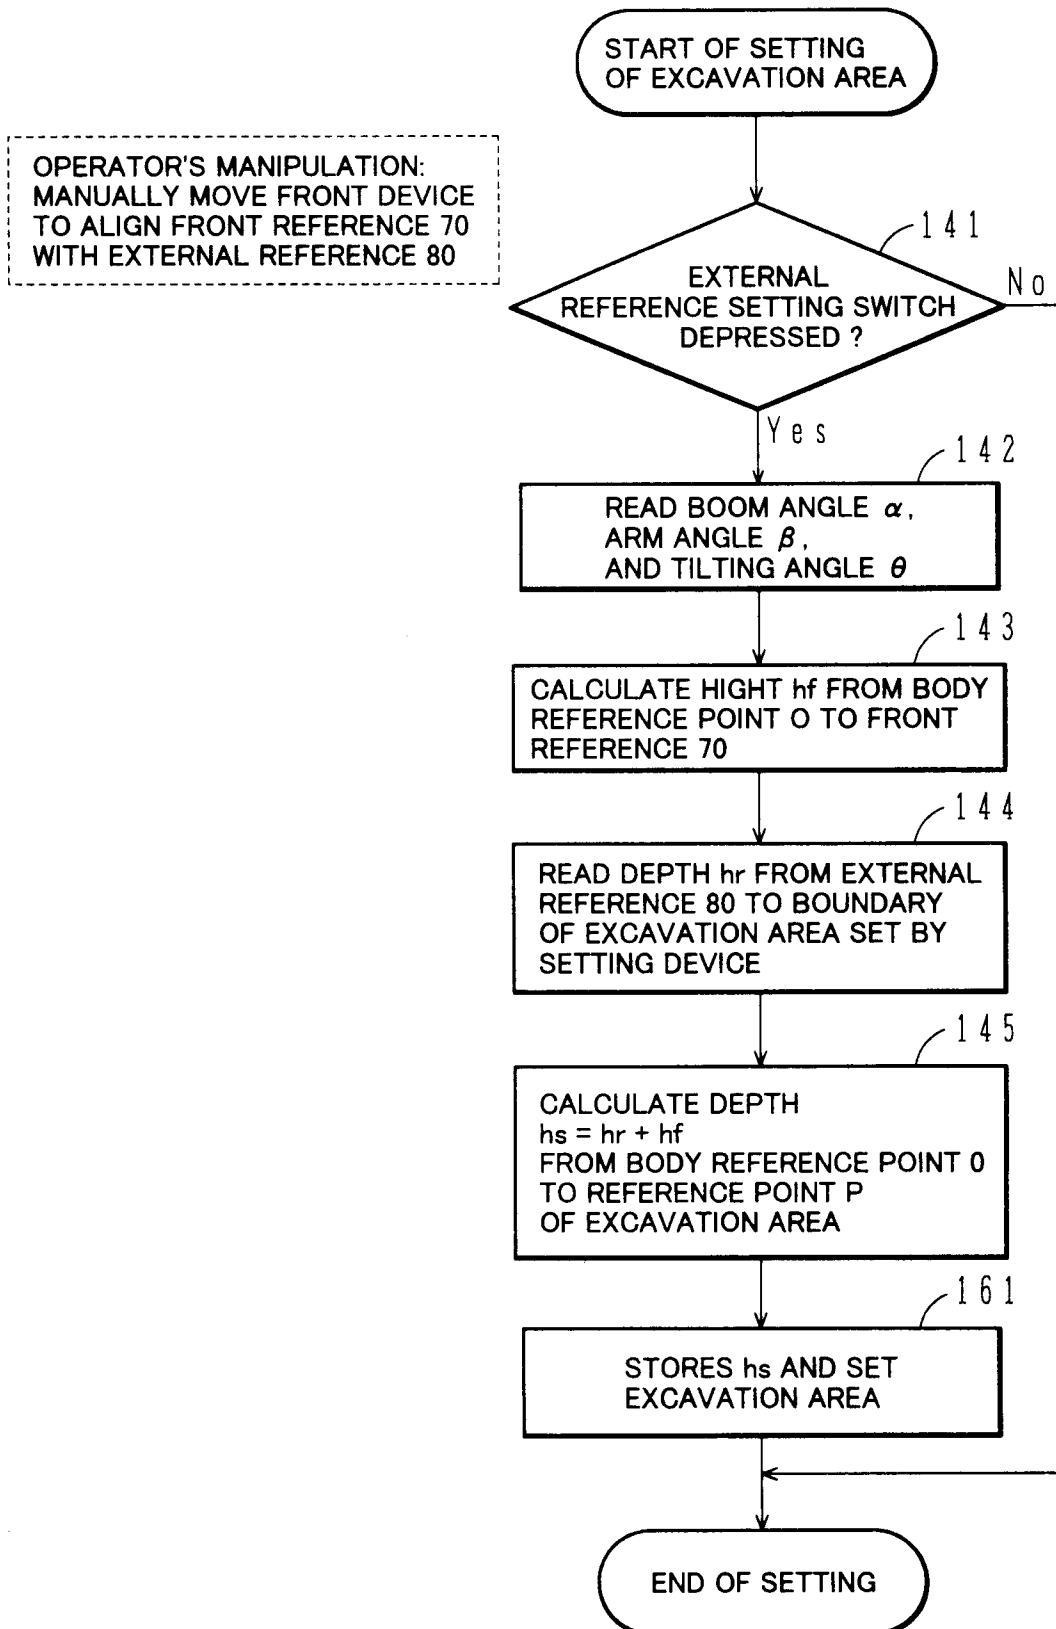 START OF SETTING
OF EXCAVATION AREA
OPERATOR'S MANIPULATION:
MANUALLY MOVE FRONT DEVICE
TO ALIGN FRONT REFERENCE 70
WITH EXTERNAL REFERENCE 80
141
EXTERNAL
REFERENCE SETTING SWITCH
DEPRESSED ?
No
Yes
142
READ BOOM ANGLE α,
ARM ANGLE β,
AND TILTING ANGLE θ
143
CALCULATE HIGHT hf FROM BODY
REFERENCE POINT O TO FRONT
REFERENCE 70
144
READ DEPTH hr FROM EXTERNAL
REFERENCE 80 TO BOUNDARY
OF EXCAVATION AREA SET BY
SETTING DEVICE
145
CALCULATE DEPTH
hs = hr + hf
FROM BODY REFERENCE POINT O
TO REFERENCE POINT P
OF EXCAVATION AREA
161
STORES hs AND SET
EXCAVATION AREA
END OF SETTING